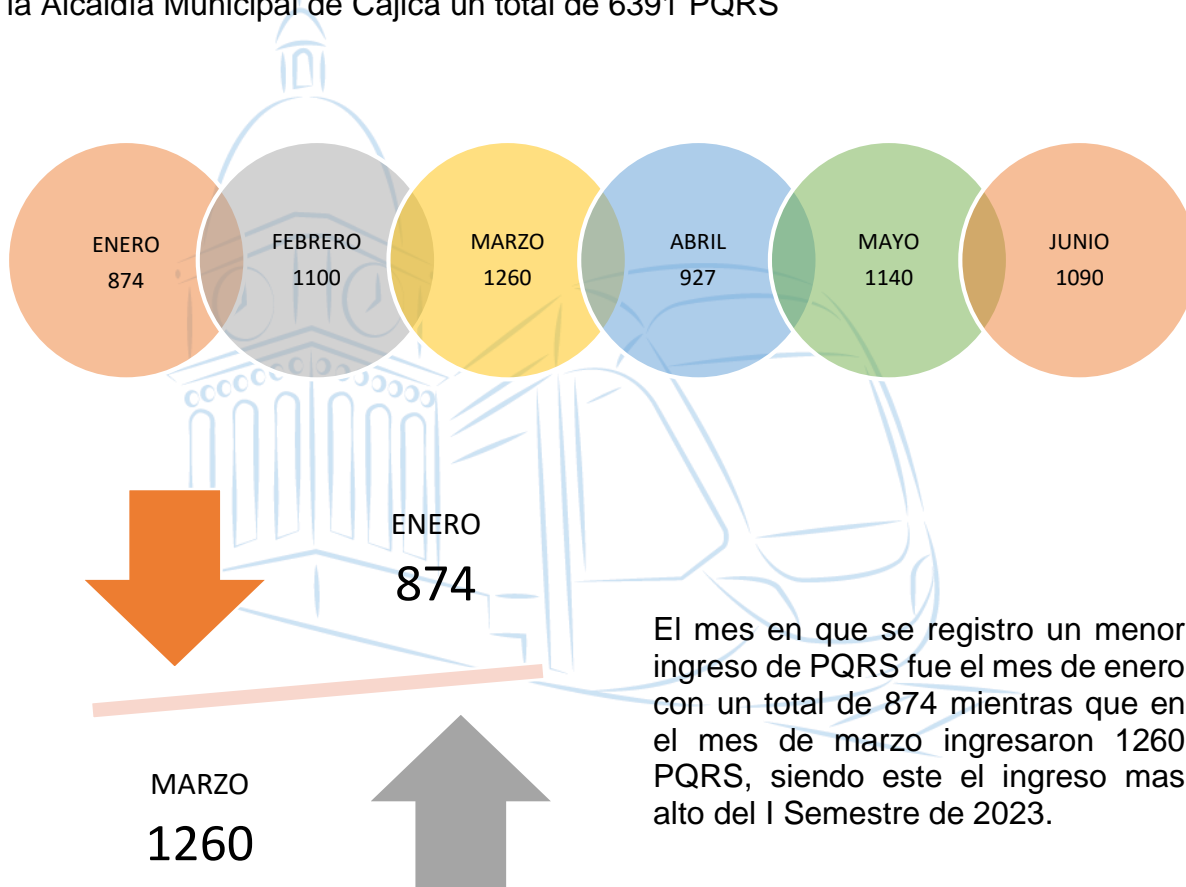 la Alcaldía Municipal de Cajicá un total de 6391 PQRS
ENERO
874
FEBRERO
1100
MARZO
1260
ABRIL
927
MAYO
1140
JUNIO
1090
ENERO
874
MARZO
1260
El mes en que se registro un menor
ingreso de PQRS fue el mes de enero
con un total de 874 mientras que en
el mes de marzo ingresaron 1260
PQRS, siendo este el ingreso mas
alto del I Semestre de 2023.